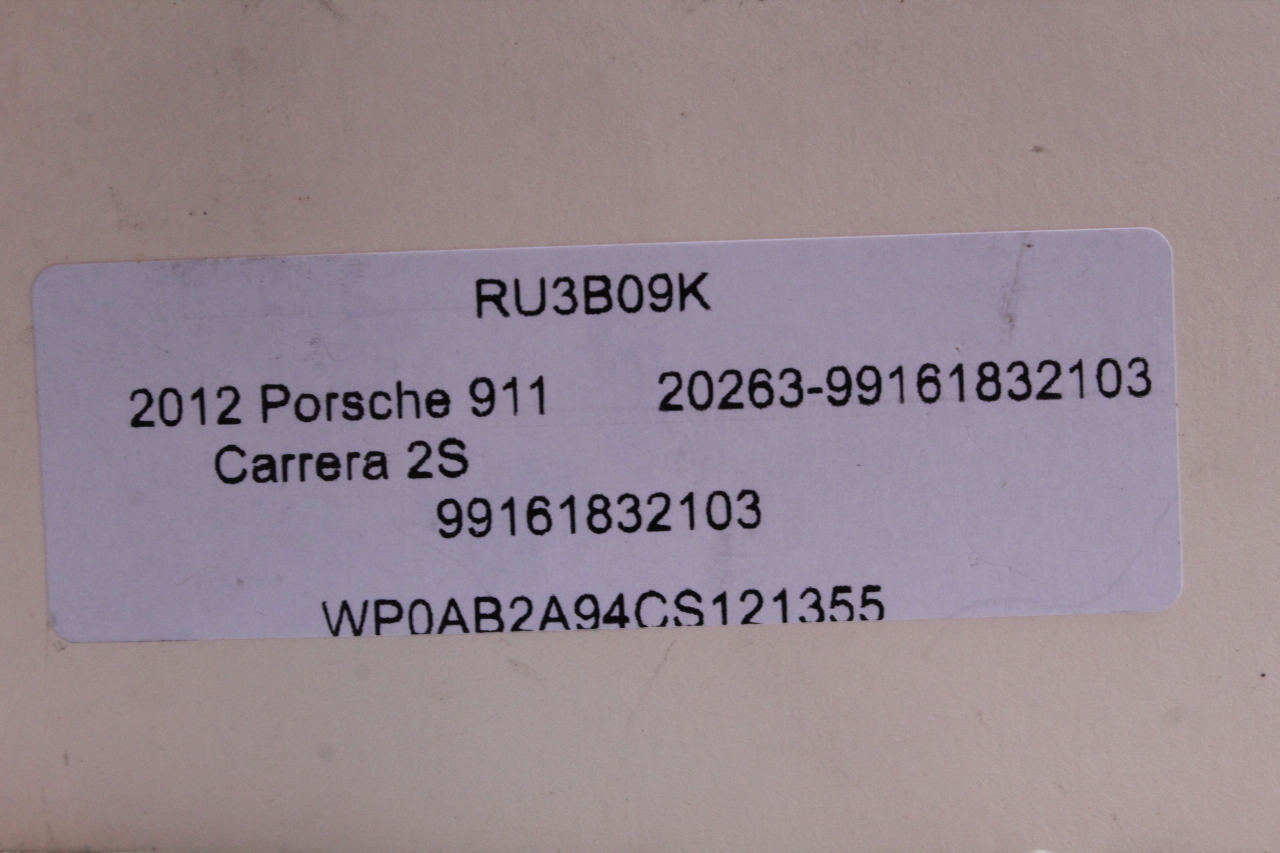 RU3B09K
2012 Porsche 911 20263-99161832103
Carrera 2S
99161832103
WP0AB2A94CS121355